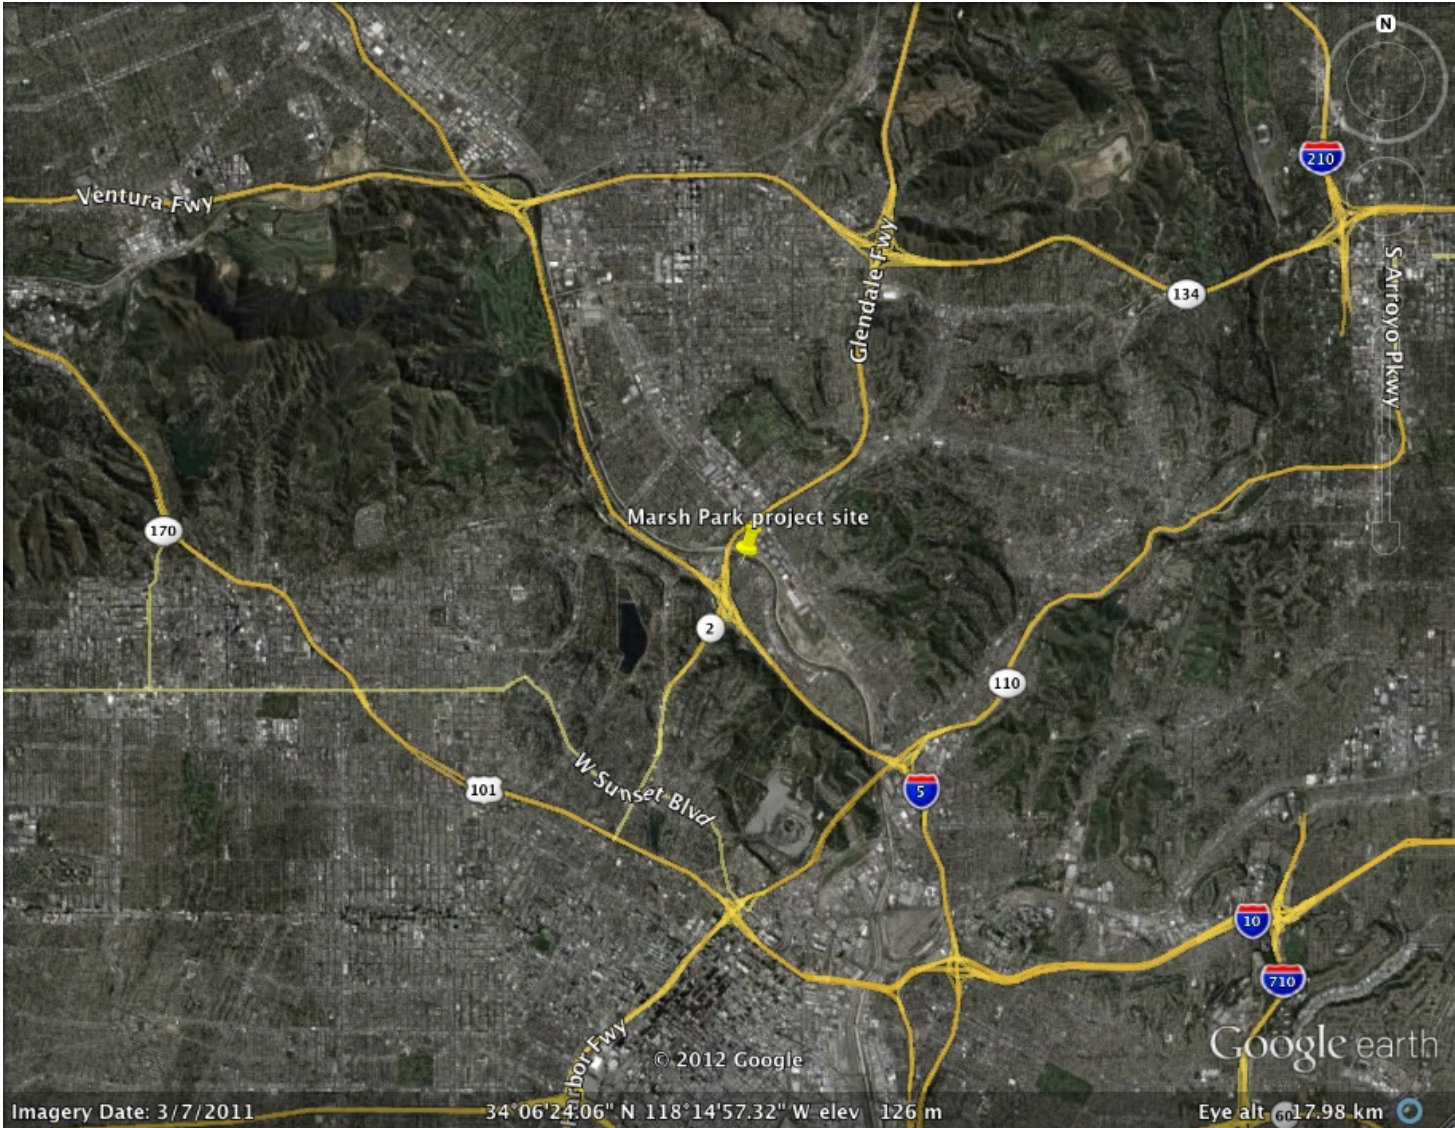 N
210
Ventura Fwy
Glendale Fwy
S Arroyo Pkwy
134
Marsh Park project site
170
2
110
101
W Sunset Blvd
5
10
710
Harbor Fwy
© 2012 Google
Google earth
Imagery Date: 3/7/2011
34°06'24.06" N 118°14'57.32" W elev 126 m
Eye alt 17.98 km
60